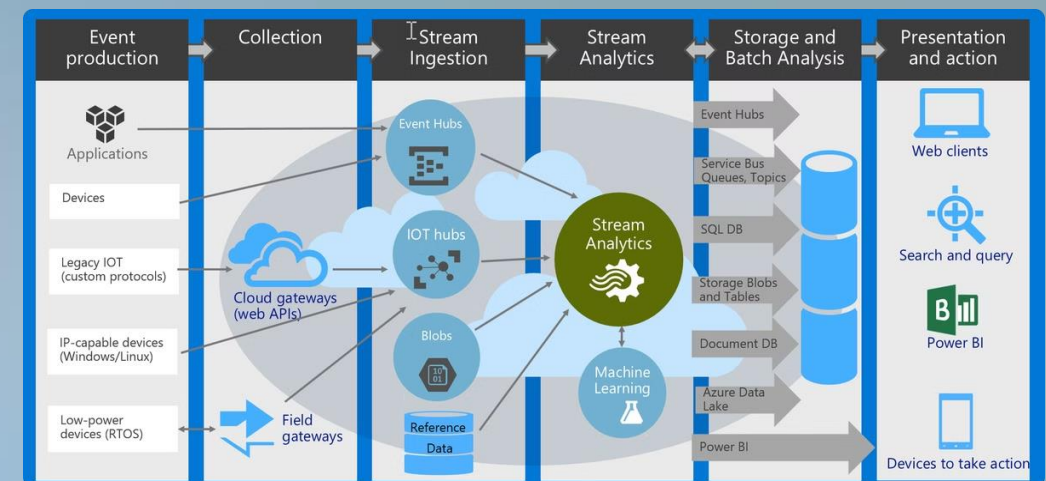 Event
production
Collection
Stream
Ingestion
Stream
Analytics
Storage and
Batch Analysis
Presentation
and action
Applications
Devices
Legacy IOT
(custom protocols)
IP-capable devices
(Windows/Linux)
Low-power
devices (RTOS)
Cloud gateways
(web APIs)
Field
gateways
Event Hubs
IOT hubs
Blobs
10
01
Reference
Data
Stream
Analytics
Machine
Learning
Event Hubs
Service Bus
Queues, Topics
SQL DB
Storage Blobs
and Tables
Document DB
Azure Data
Lake
Power BI
Web clients
Search and query
B
Power BI
Devices to take action